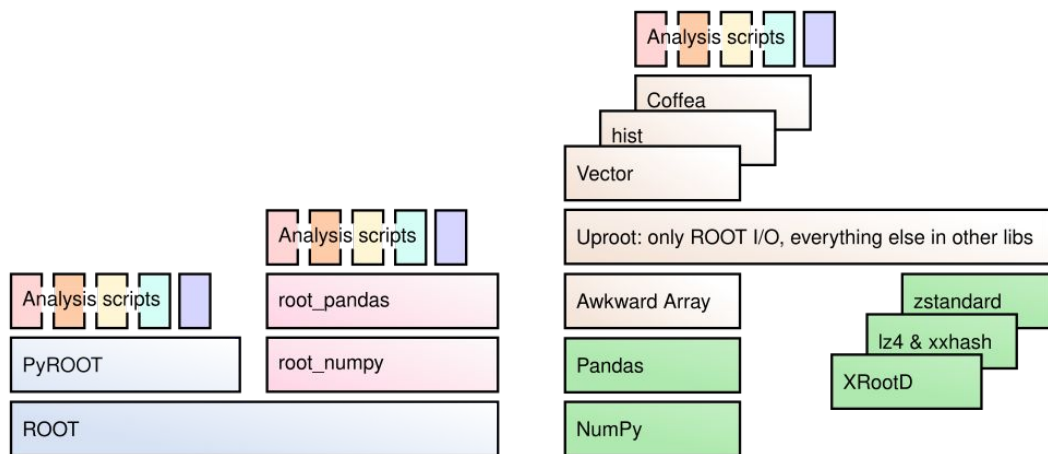 Analysis scripts
Coffea
hist
Vector
Analysis scripts
Uproot: only ROOT I/O, everything else in other libs
Analysis scripts
root_pandas
Awkward Array
zstandard
lz4 & xxhash
PyROOT
root_numpy
Pandas
XRootD
ROOT
NumPy